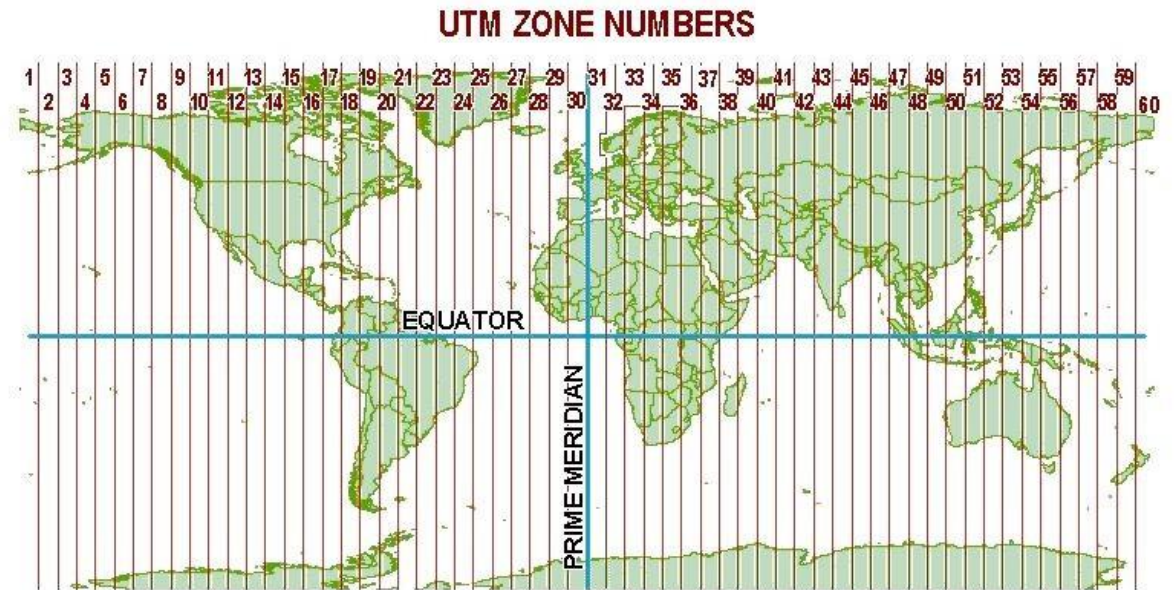 UTM ZONE NUMBERS
1 3 5 7 9 11 13 15 17 19 21 23 25 27 29 31 33 35 37 39 41 43 45 47 49 51 53 55 57 59
2 4 6 8 10 12 14 16 18 20 22 24 26 28 30 32 34 36 38 40 42 44 46 48 50 52 54 56 58 60
EQUATOR
PRIME MERIDIAN